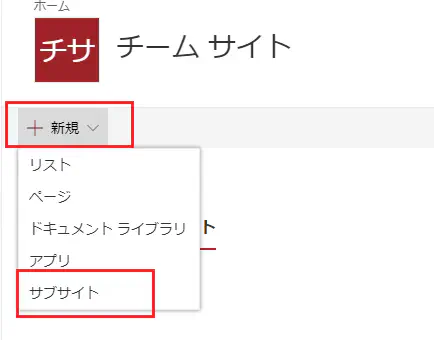 ホーム
チサ
チーム サイト
新規
リスト
ページ
ドキュメント ライブラリ
ト
アプリ
サブサイト